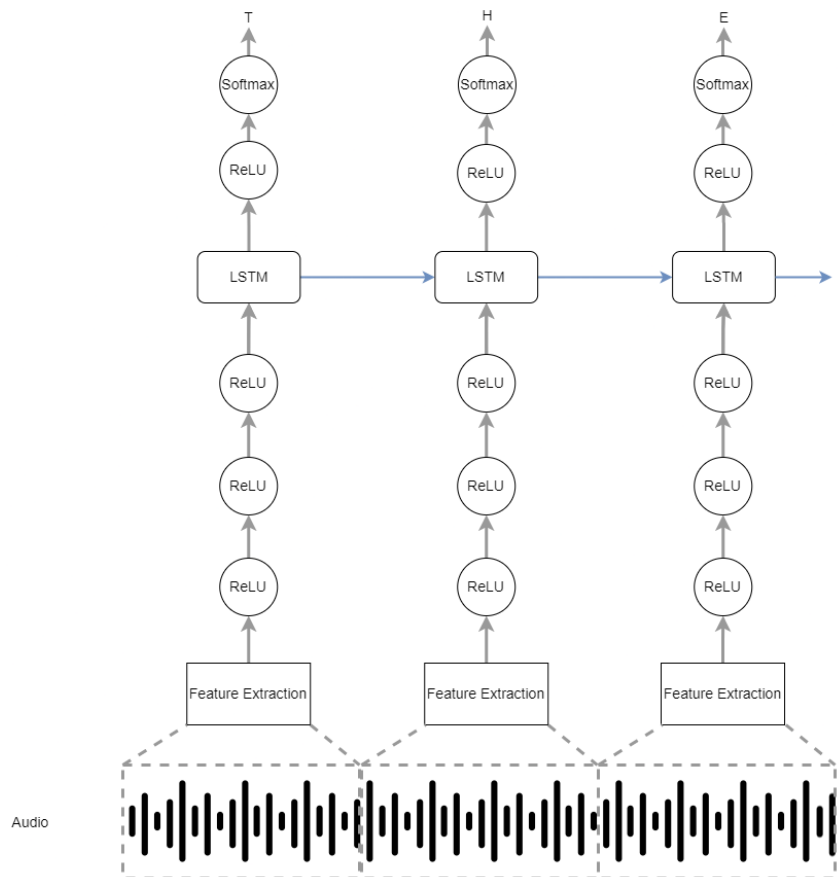 T H E
Softmax Softmax Softmax
ReLU ReLU ReLU
LSTM LSTM LSTM
ReLU ReLU ReLU
ReLU ReLU ReLU
ReLU ReLU ReLU
Feature Extraction Feature Extraction Feature Extraction
Audio